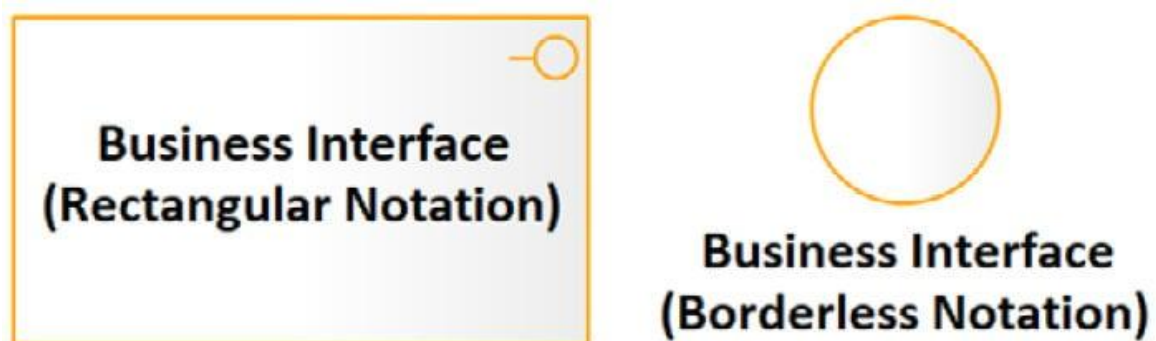 Business Interface
(Rectangular Notation)
Business Interface
(Borderless Notation)